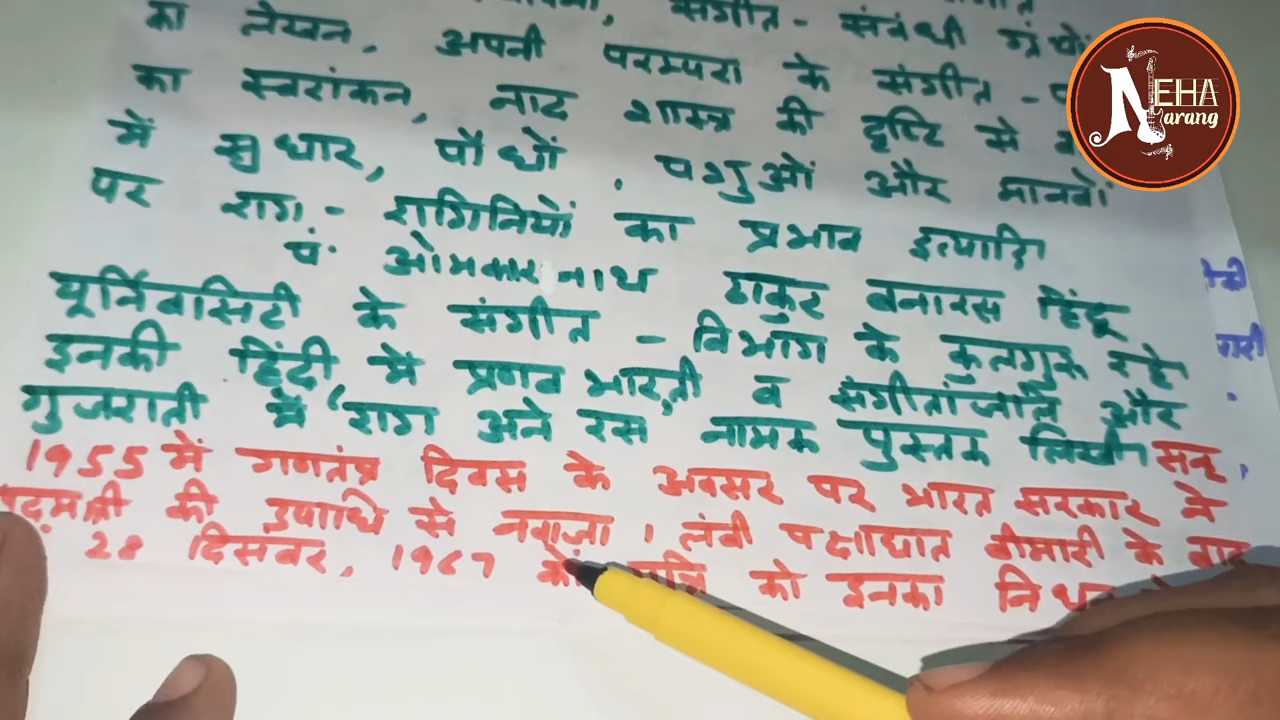 संगीत - संबंधी ग्रंथों
का लेखन, अपनी परम्परा के संगीत -
का स्वरांकन, नाट शास्त्र की दृष्टि से
में सुधार, पौधों, पशुओं और मानवों
पर राग - रागिनियों का प्रभाव इत्यादि
पं. ओमकार नाथ ठाकुर बनारस हिंदू
यूनिवर्सिटी के संगीत - विभाग के कुलगुरू रहे
इनकी हिंदी में प्रणव भारती व संगीतांजलि और
गुजराती में 'राग अने रस' नामक पुस्तक लिखी। सन्
1955 में गणतंत्र दिवस के अवसर पर भारत सरकार ने
पद्मश्री की उपाधि से नवाजा। लंबी पक्षाघात बीमारी के बाद
28 दिसंबर, 1967 को रात्रि को इनका निधन
NEHA
Narang